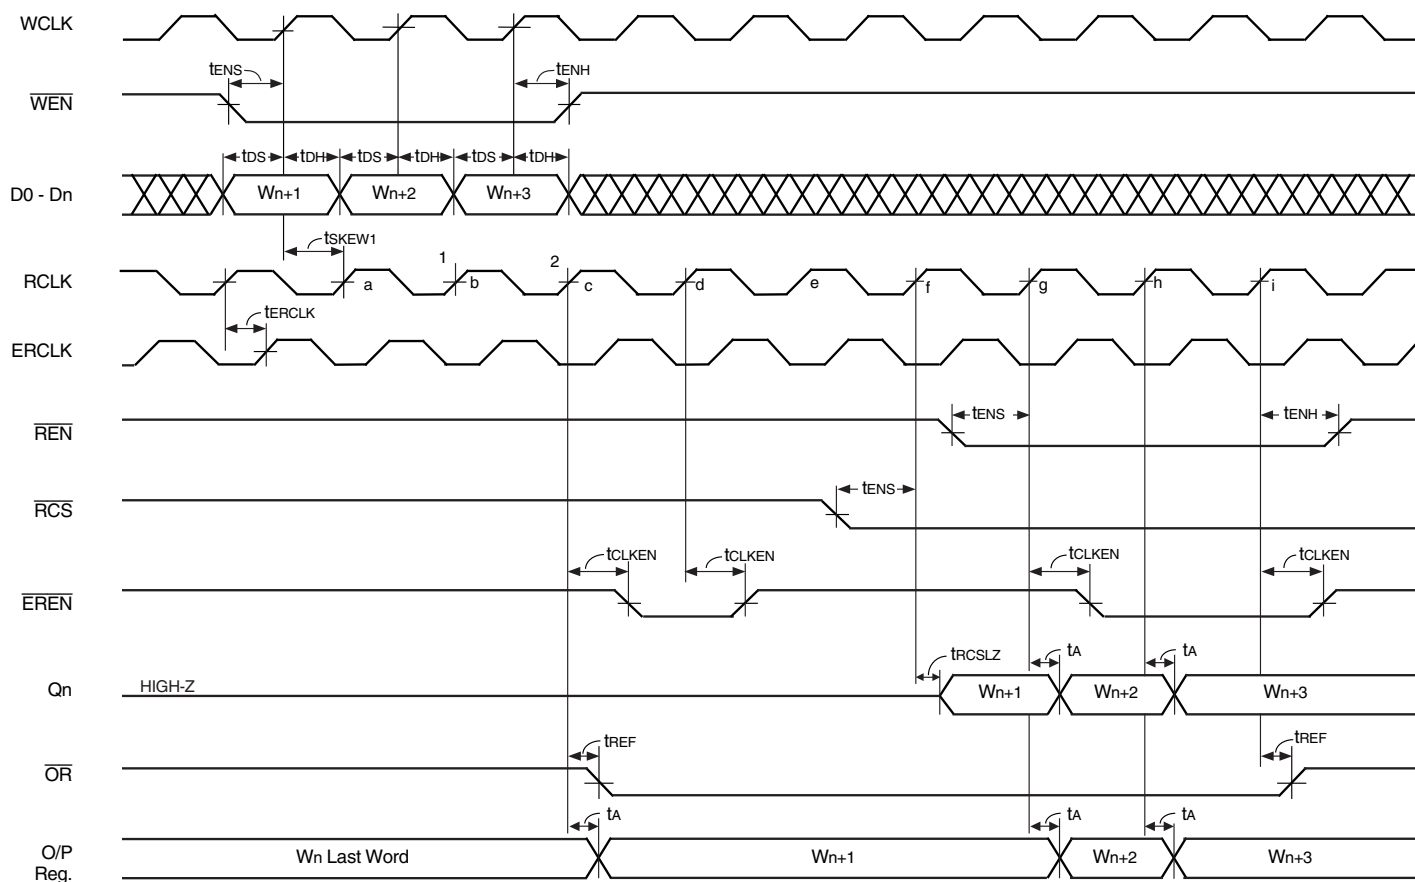 WCLK
tENS
tENH
WEN
tDS
tDH
tDS
tDH
tDS
tDH
D0 - Dn
Wn+1
Wn+2
Wn+3
tSKEW1
1
2
RCLK
a
b
c
d
e
f
g
h
i
tERCLK
ERCLK
REN
tENS
tENH
RCS
tENS
tCLKEN
tCLKEN
tCLKEN
tCLKEN
EREN
tRCSLZ
tA
tA
Qn
HIGH-Z
Wn+1
Wn+2
Wn+3
tREF
tREF
OR
tA
tA
tA
O/P
Reg.
Wn Last Word
Wn+1
Wn+2
Wn+3